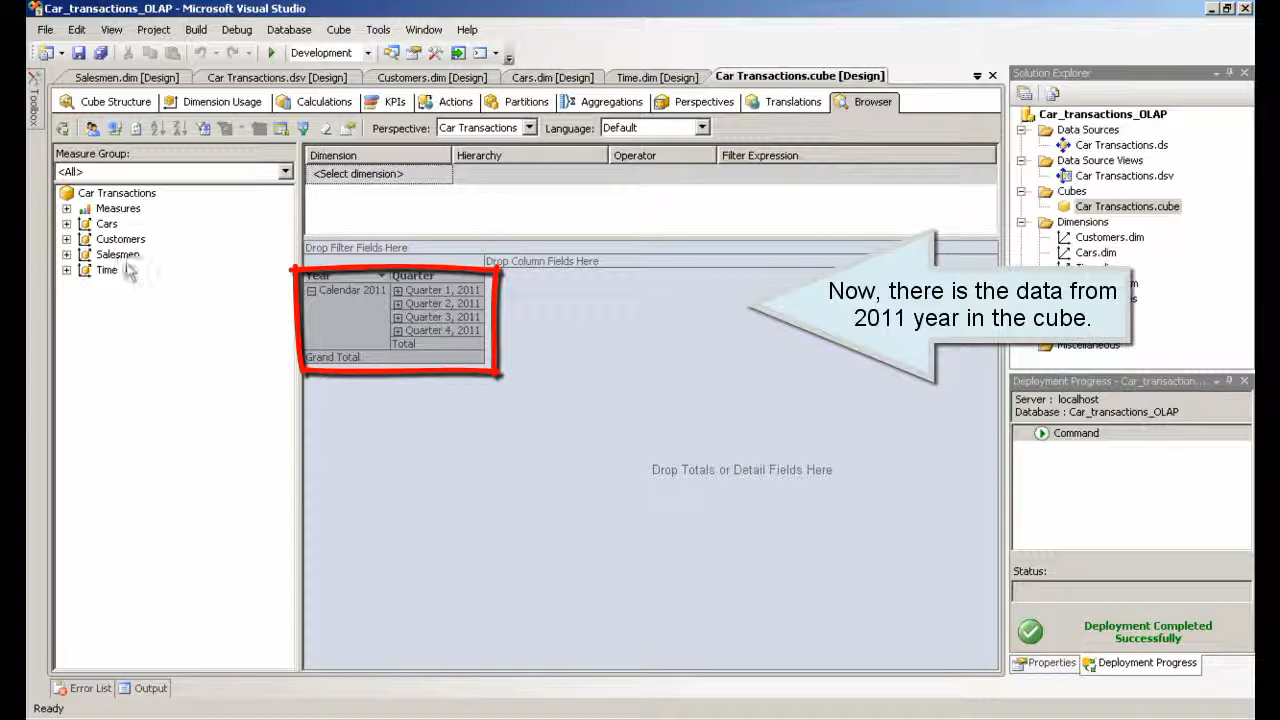 Car_transactions_OLAP - Microsoft Visual Studio
File Edit View Project Build Debug Database Cube Tools Window Help
Development
Salesmen.dim [Design] Car Transactions.dsv [Design] Customers.dim [Design] Cars.dim [Design] Time.dim [Design] Car Transactions.cube [Design]
Cube Structure Dimension Usage Calculations KPIs Actions Partitions Aggregations Perspectives Translations Browser
Perspective: Car Transactions Language: Default
Toolbox
Measure Group:
<All>
Car Transactions
Measures
Cars
Customers
Salesmen
Time
Dimension Hierarchy Operator Filter Expression
<Select dimension>
Drop Filter Fields Here
Drop Column Fields Here
Year Quarter
Calendar 2011 Quarter 1, 2011
Quarter 2, 2011
Quarter 3, 2011
Quarter 4, 2011
Total
Grand Total
Drop Totals or Detail Fields Here
Now, there is the data from
2011 year in the cube.
Solution Explorer
Car_transactions_OLAP
Data Sources
Car Transactions.ds
Data Source Views
Car Transactions.dsv
Cubes
Car Transactions.cube
Dimensions
Customers.dim
Cars.dim
Miscellaneous
Deployment Progress - Car_transaction...
Server : localhost
Database : Car_transactions_OLAP
Command
Status:
Deployment Completed
Successfully
Properties Deployment Progress
Error List Output
Ready